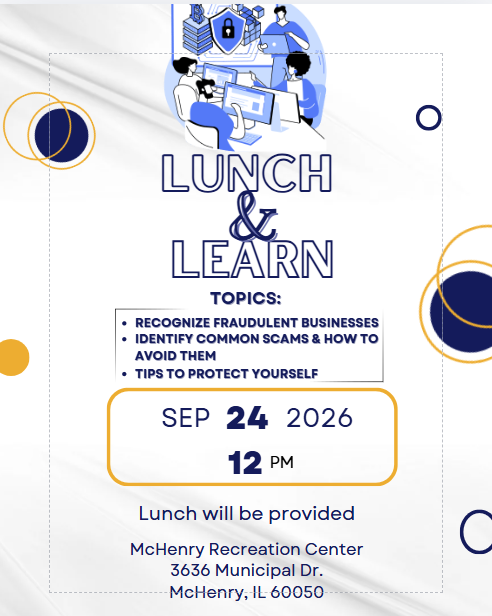 LUNCH
&
LEARN
TOPICS:
• RECOGNIZE FRAUDULENT BUSINESSES
• IDENTIFY COMMON SCAMS & HOW TO
AVOID THEM
• TIPS TO PROTECT YOURSELF
SEP 24 2026
12 PM
Lunch will be provided
McHenry Recreation Center
3636 Municipal Dr.
McHenry, IL 60050